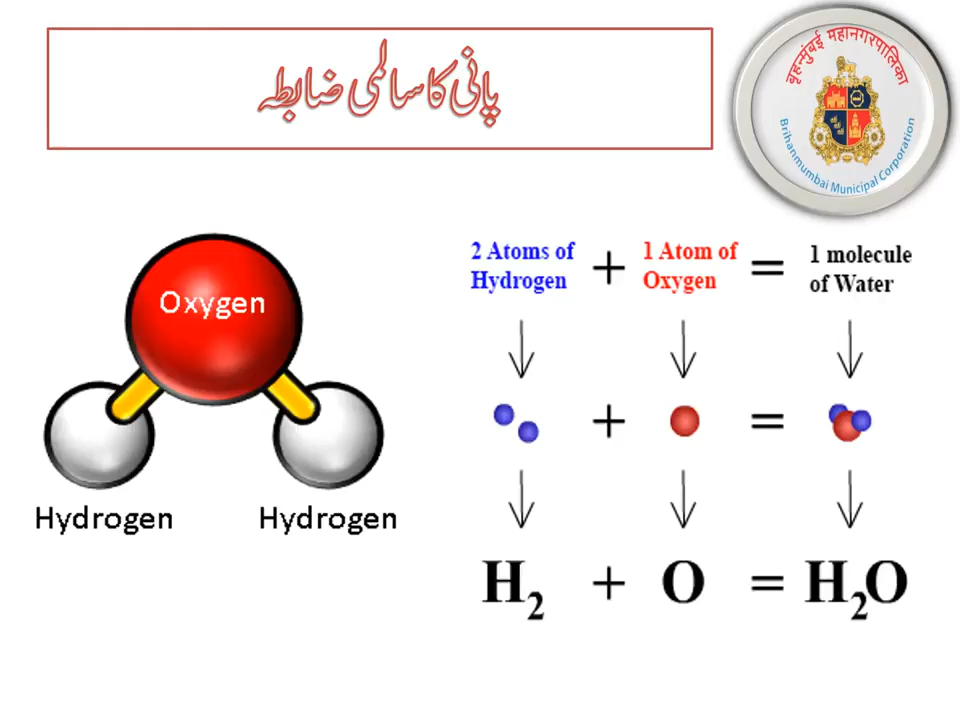 پانی کا سالمی ضابطہ
बृहन्मुंबई महानगरपालिका
Brihanmumbai Municipal Corporation
Oxygen
Hydrogen
Hydrogen
2 Atoms of + 1 Atom of = 1 molecule
Hydrogen Oxygen of Water
+ =
H₂ + O = H₂O